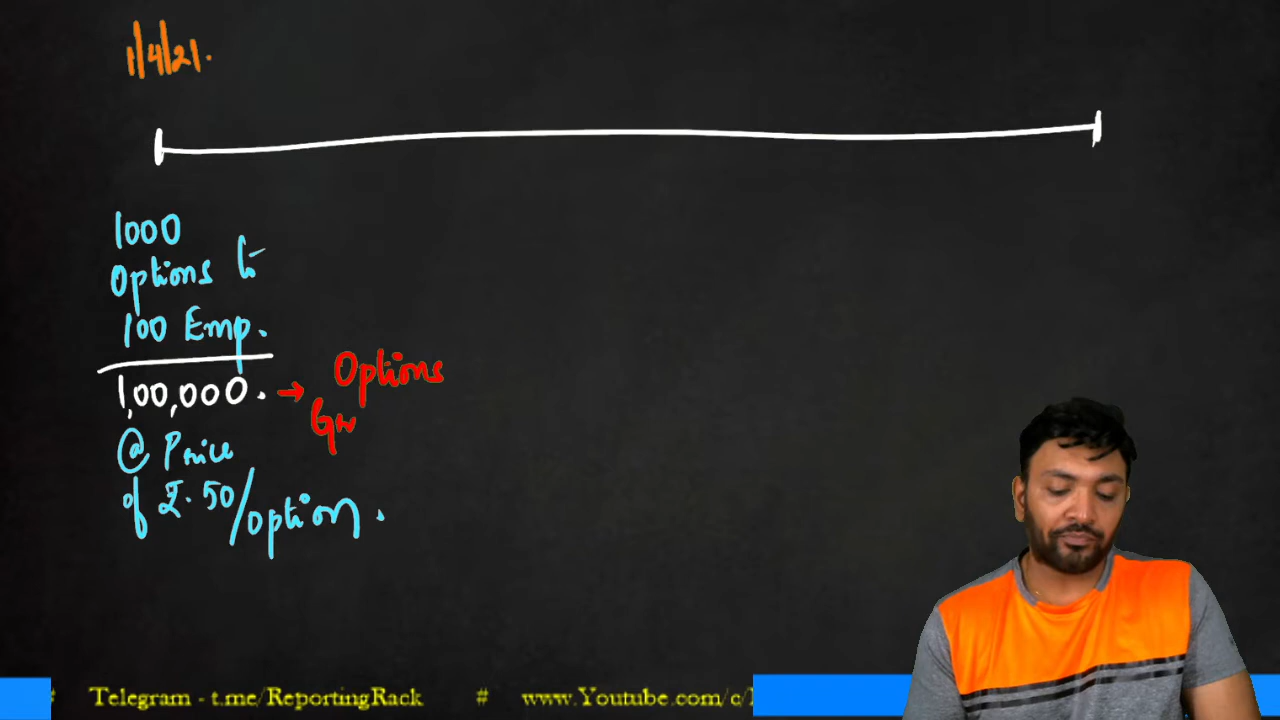 1/4/21.
1000
Options to
100 Emp.
1,00,000. → Options
@ Price
of ₹. 50/option.
# Telegram - t.me/ReportingRack # www.Youtube.com/c/